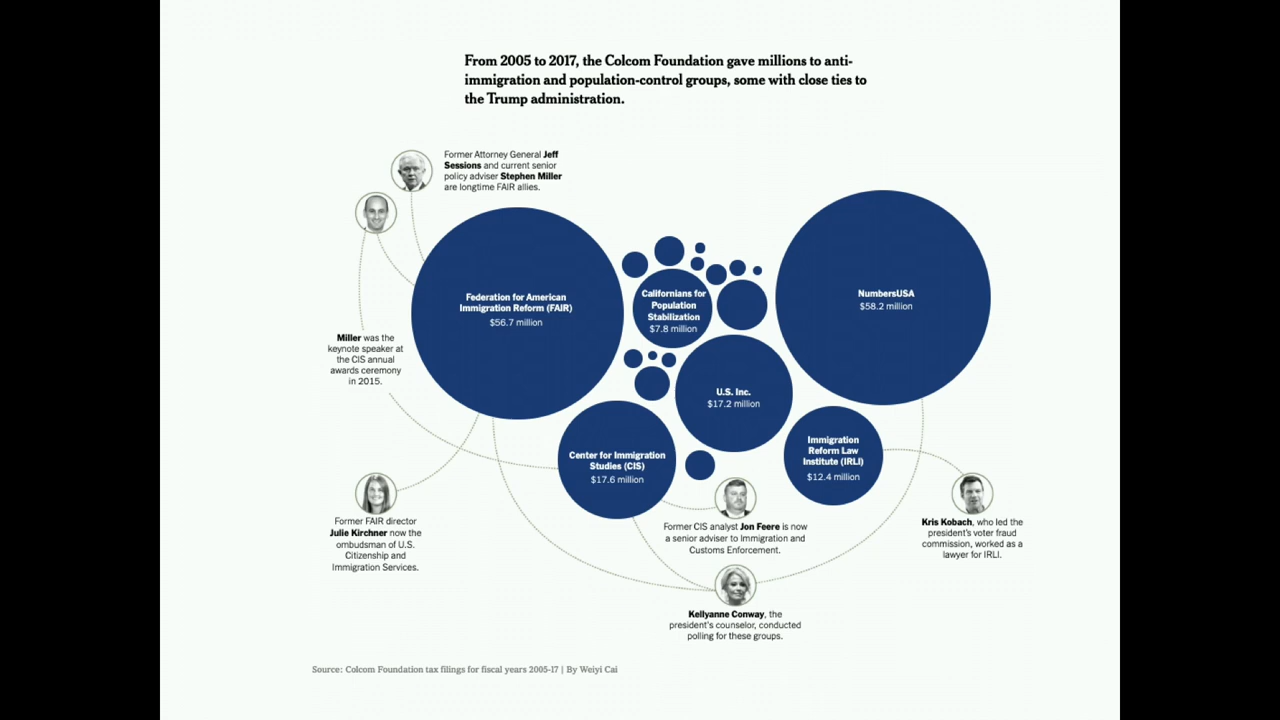 From 2005 to 2017, the Colcom Foundation gave millions to anti-
immigration and population-control groups, some with close ties to
the Trump administration.
Former Attorney General Jeff
Sessions and current senior
policy adviser Stephen Miller
are longtime FAIR allies.
Federation for American
Immigration Reform (FAIR)
$56.7 million
Californians for
Population
Stabilization
$7.8 million
NumbersUSA
$58.2 million
Miller was the
keynote speaker at
the CIS annual
awards ceremony
in 2015.
U.S. Inc.
$17.2 million
Center for Immigration
Studies (CIS)
$17.6 million
Immigration
Reform Law
Institute (IRLI)
$12.4 million
Former FAIR director
Julie Kirchner now the
ombudsman of U.S.
Citizenship and
Immigration Services.
Former CIS analyst Jon Feere is now
a senior adviser to Immigration and
Customs Enforcement.
Kris Kobach, who led the
president's voter fraud
commission, worked as a
lawyer for IRLI.
Kellyanne Conway, the
president's counselor, conducted
polling for these groups.
Source: Colcom Foundation tax filings for fiscal years 2005-17 | By Weiyi Cai